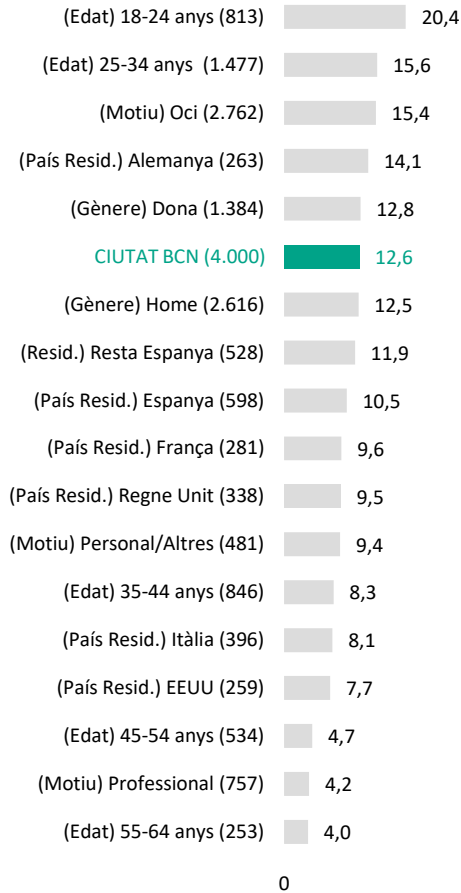 (Edat) 18-24 anys (813) 20,4
(Edat) 25-34 anys (1.477) 15,6
(Motiu) Oci (2.762) 15,4
(País Resid.) Alemanya (263) 14,1
(Gènere) Dona (1.384) 12,8
CIUTAT BCN (4.000) 12,6
(Gènere) Home (2.616) 12,5
(Resid.) Resta Espanya (528) 11,9
(País Resid.) Espanya (598) 10,5
(País Resid.) França (281) 9,6
(País Resid.) Regne Unit (338) 9,5
(Motiu) Personal/Altres (481) 9,4
(Edat) 35-44 anys (846) 8,3
(País Resid.) Itàlia (396) 8,1
(País Resid.) EEUU (259) 7,7
(Edat) 45-54 anys (534) 4,7
(Motiu) Professional (757) 4,2
(Edat) 55-64 anys (253) 4,0
0